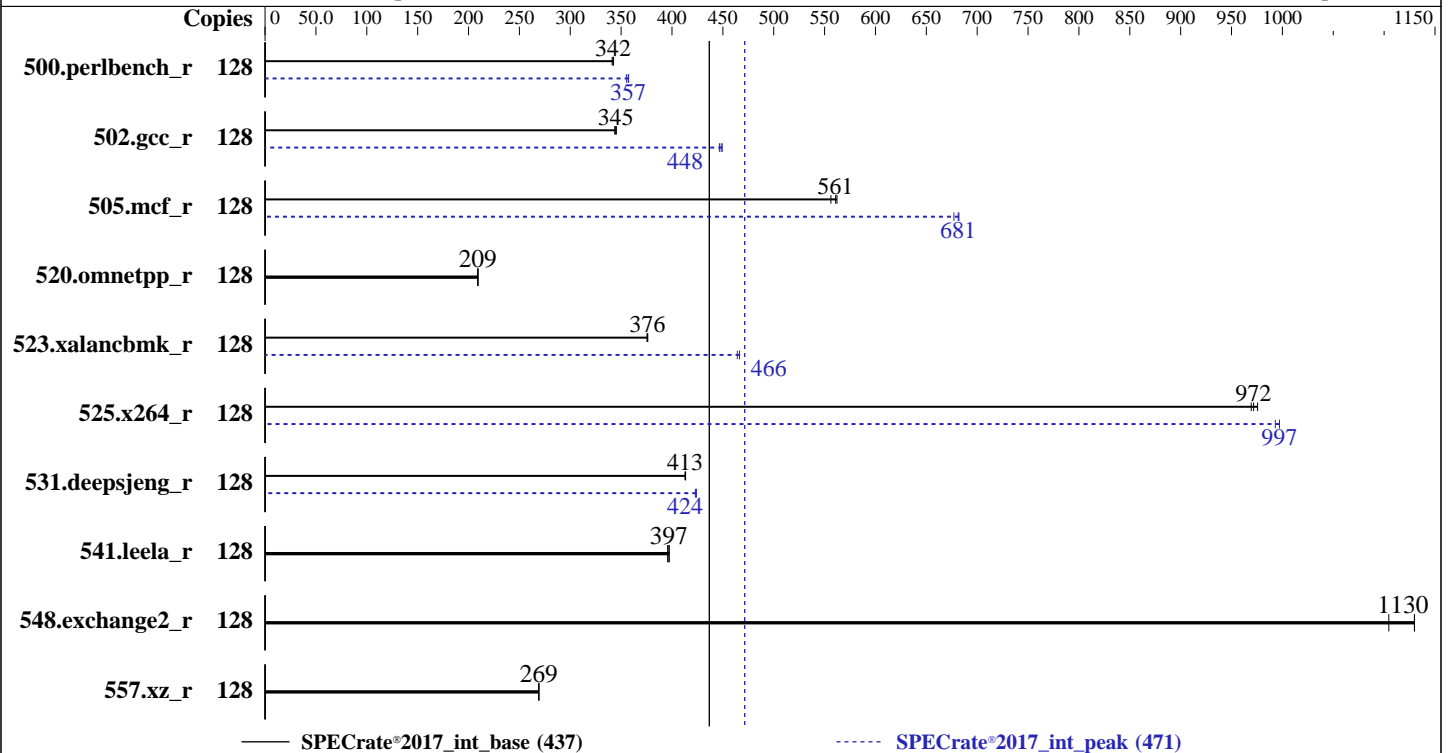 Copies 0 50.0 100 150 200 250 300 350 400 450 500 550 600 650 700 750 800 850 900 950 1000 1150
342
500.perlbench_r 128
357
345
502.gcc_r 128
448
561
505.mcf_r 128
681
209
520.omnetpp_r 128
376
523.xalancbmk_r 128
466
972
525.x264_r 128
997
413
531.deepsjeng_r 128
424
397
541.leela_r 128
1130
548.exchange2_r 128
269
557.xz_r 128
SPECrate®2017_int_base (437) SPECrate®2017_int_peak (471)